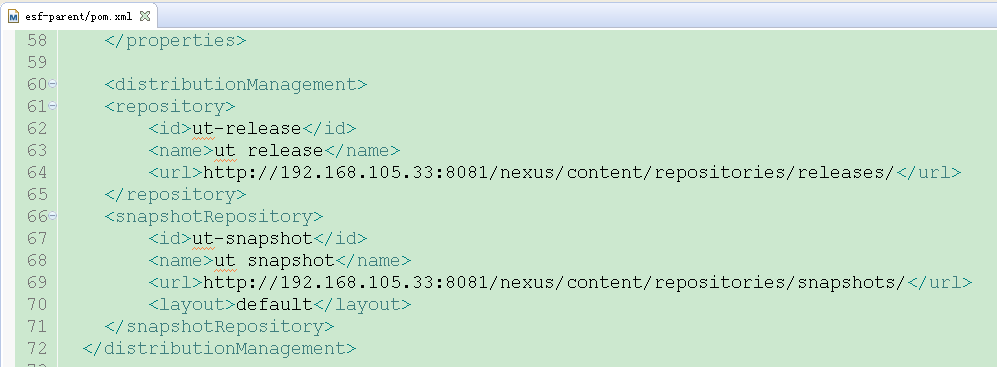 esf-parent/pom.xml
58 </properties>
59
60 <distributionManagement>
61 <repository>
62 <id>ut-release</id>
63 <name>ut release</name>
64 <url>http://192.168.105.33:8081/nexus/content/repositories/releases/</url>
65 </repository>
66 <snapshotRepository>
67 <id>ut-snapshot</id>
68 <name>ut snapshot</name>
69 <url>http://192.168.105.33:8081/nexus/content/repositories/snapshots/</url>
70 <layout>default</layout>
71 </snapshotRepository>
72 </distributionManagement>